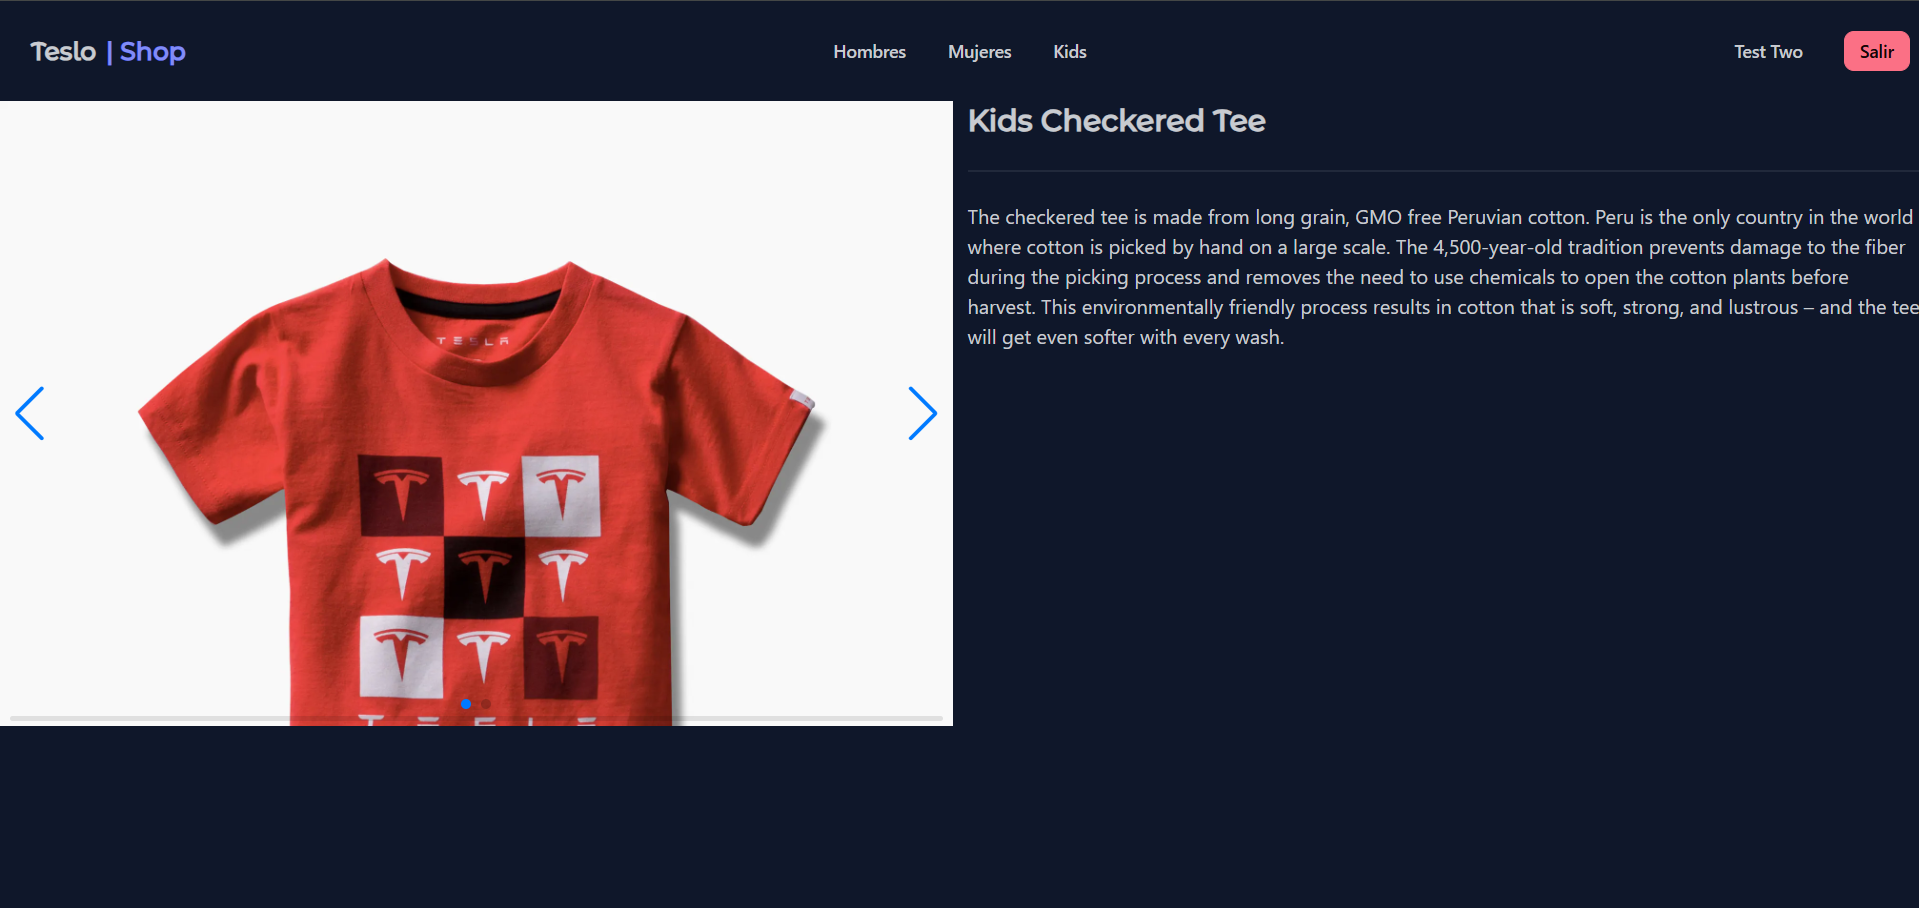 Teslo | Shop
Hombres Mujeres Kids
Test Two Salir
Kids Checkered Tee
The checkered tee is made from long grain, GMO free Peruvian cotton. Peru is the only country in the world
where cotton is picked by hand on a large scale. The 4,500-year-old tradition prevents damage to the fiber
during the picking process and removes the need to use chemicals to open the cotton plants before
harvest. This environmentally friendly process results in cotton that is soft, strong, and lustrous – and the tee
will get even softer with every wash.
TESLA
TESLA